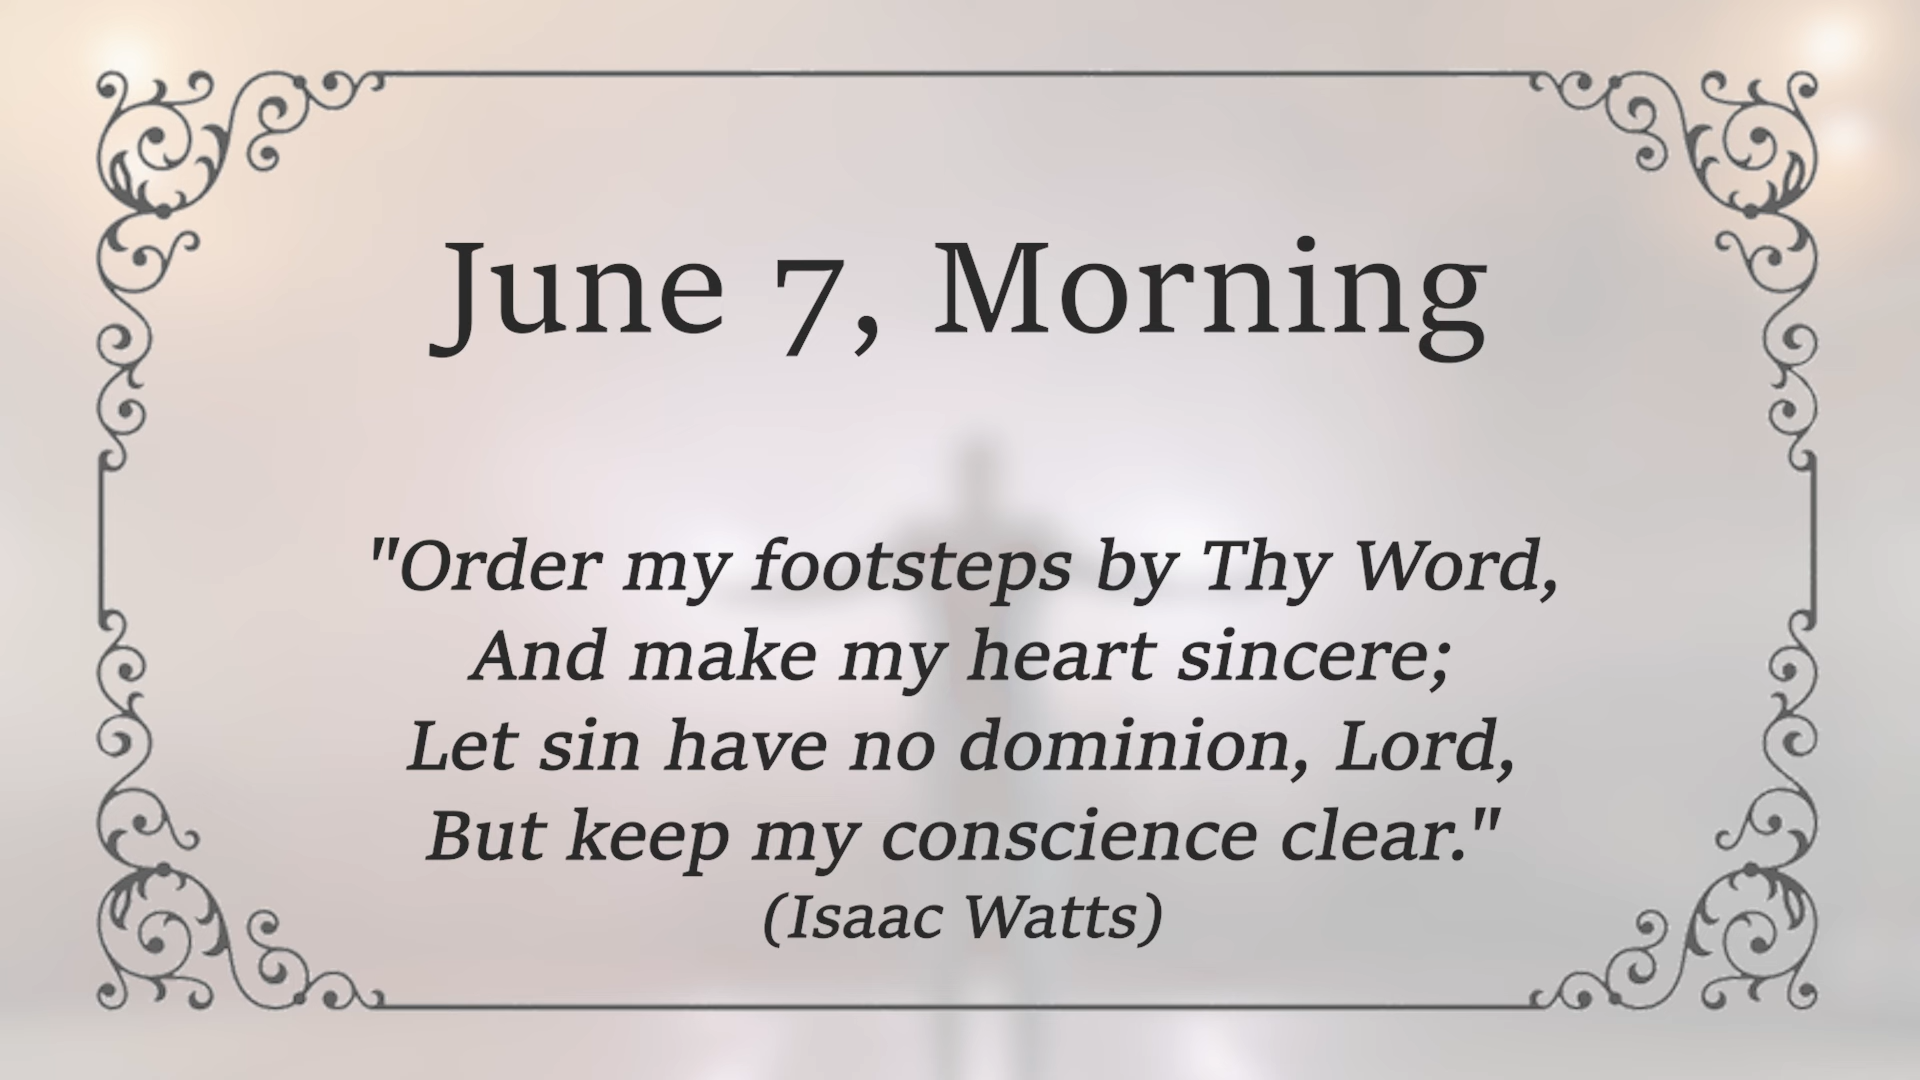 June 7, Morning
"Order my footsteps by Thy Word,
And make my heart sincere;
Let sin have no dominion, Lord,
But keep my conscience clear."
(Isaac Watts)